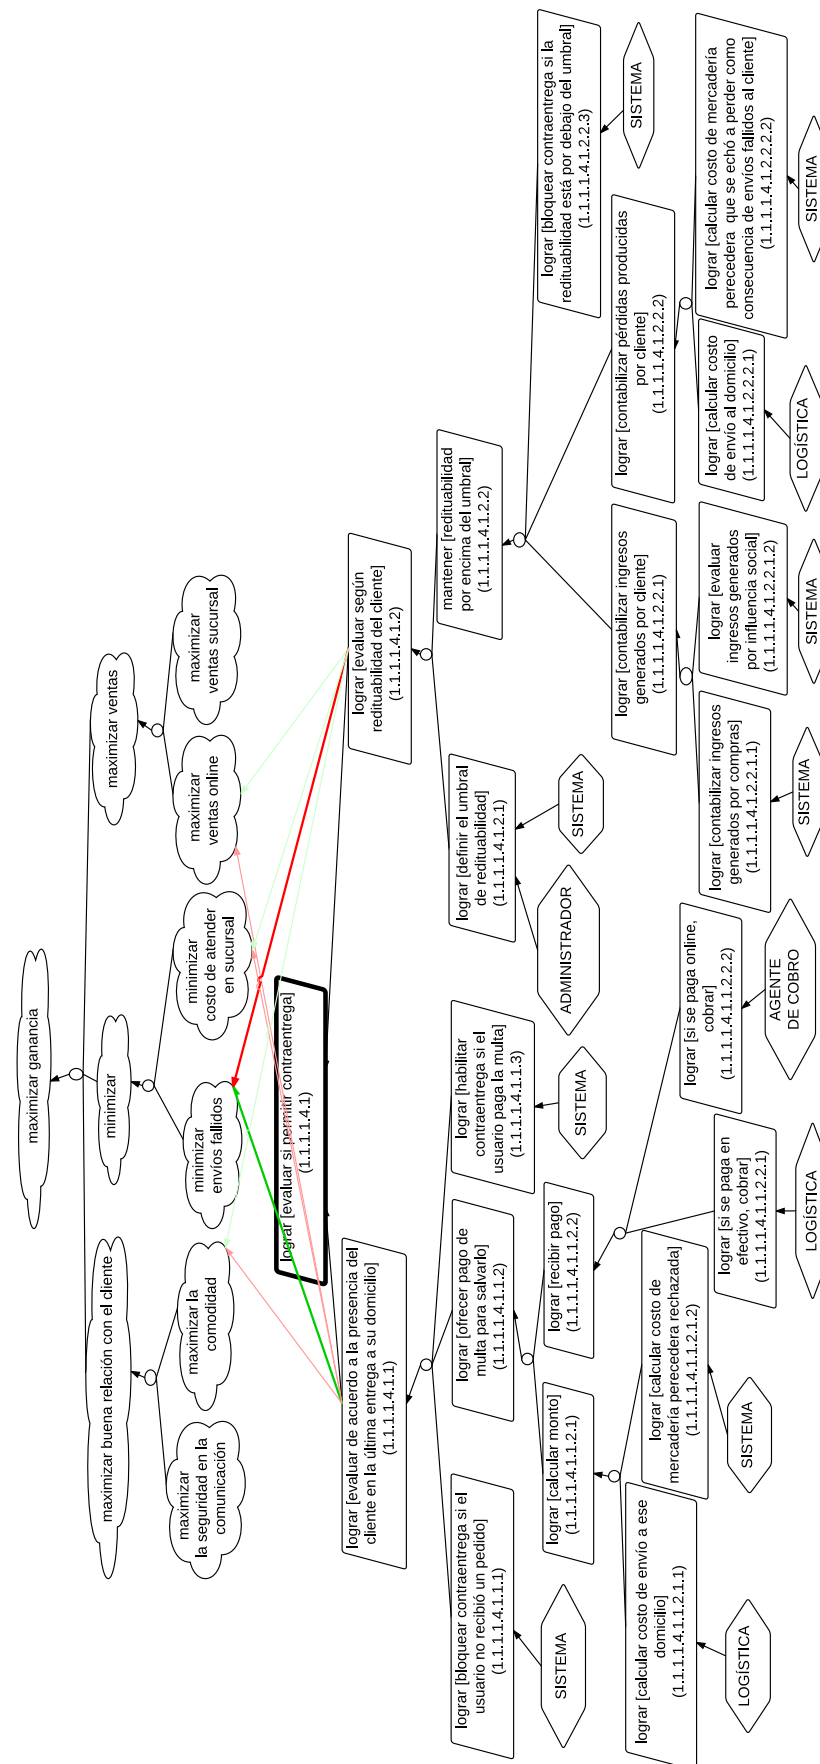 maximizar ganancia
maximizar buena relación con el cliente
minimizar
maximizar ventas
maximizar
la seguridad en la
comunicación
maximizar la
comodidad
minimizar
envíos fallidos
minimizar
costo de atender
en sucursal
maximizar
ventas online
maximizar
ventas sucursal
lograr [evaluar si permitir contraentrega]
(1.1.1.1.4.1)
lograr [evaluar de acuerdo a la presencia del
cliente en la última entrega a su domicilio]
(1.1.1.1.4.1.1)
lograr [evaluar según
redituabilidad del cliente]
(1.1.1.1.4.1.2)
lograr [bloquear contraentrega si el
usuario no recibió un pedido]
(1.1.1.1.4.1.1.1)
lograr [ofrecer pago de
multa para salvarlo]
(1.1.1.1.4.1.1.2)
lograr [habilitar
contraentrega si el
usuario paga la multa]
(1.1.1.1.4.1.1.3)
lograr [definir el umbral
de redituabilidad]
(1.1.1.1.4.1.2.1)
mantener [redituabilidad
por encima del umbral]
(1.1.1.1.4.1.2.2)
SISTEMA
lograr [calcular monto]
(1.1.1.1.4.1.1.2.1)
lograr [recibir pago]
(1.1.1.1.4.1.1.2.2)
SISTEMA
ADMINISTRADOR
SISTEMA
lograr [contabilizar ingresos
generados por cliente]
(1.1.1.1.4.1.2.2.1)
lograr [contabilizar pérdidas producidas
por cliente]
(1.1.1.1.4.1.2.2.2)
lograr [bloquear contraentrega si la
redituabilidad está por debajo del umbral]
(1.1.1.1.4.1.2.2.3)
SISTEMA
lograr [calcular costo de envío a ese
domicilio]
(1.1.1.1.4.1.1.2.1.1)
lograr [calcular costo de
mercadería perecedera rechazada]
(1.1.1.1.4.1.1.2.1.2)
lograr [si se paga en
efectivo, cobrar]
(1.1.1.1.4.1.1.2.2.1)
lograr [si se paga online,
cobrar]
(1.1.1.1.4.1.1.2.2.2)
lograr [contabilizar ingresos
generados por compras]
(1.1.1.1.4.1.2.2.1.1)
lograr [evaluar
ingresos generados
por influencia social]
(1.1.1.1.4.1.2.2.1.2)
lograr [calcular costo
de envío al domicilio]
(1.1.1.1.4.1.2.2.2.1)
lograr [calcular costo de mercadería
perecedera que se echó a perder como
consecuencia de envíos fallidos al cliente]
(1.1.1.1.4.1.2.2.2.2)
LOGÍSTICA
SISTEMA
LOGÍSTICA
AGENTE
DE COBRO
SISTEMA
SISTEMA
LOGÍSTICA
SISTEMA